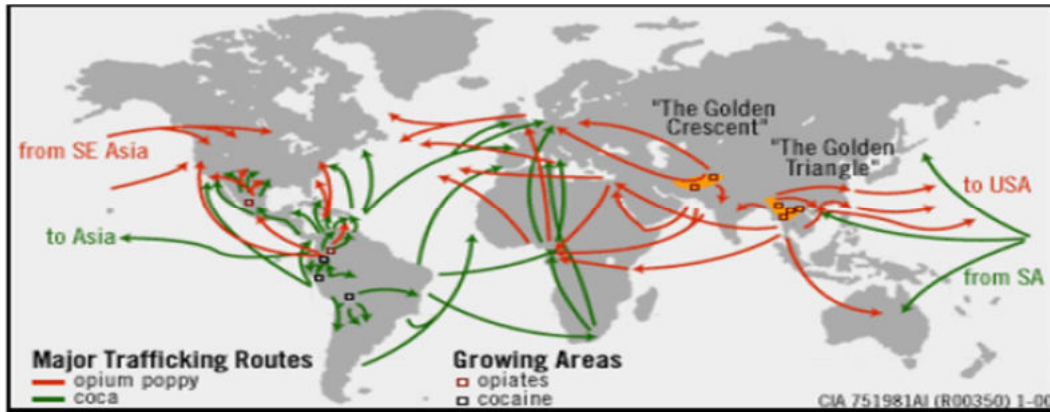 "The Golden
Crescent"
"The Golden
Triangle"
from SE Asia
to USA
to Asia
from SA
Major Trafficking Routes
opium poppy
coca
Growing Areas
opiates
cocaine
CIA 751981AI (R00350) 1-00